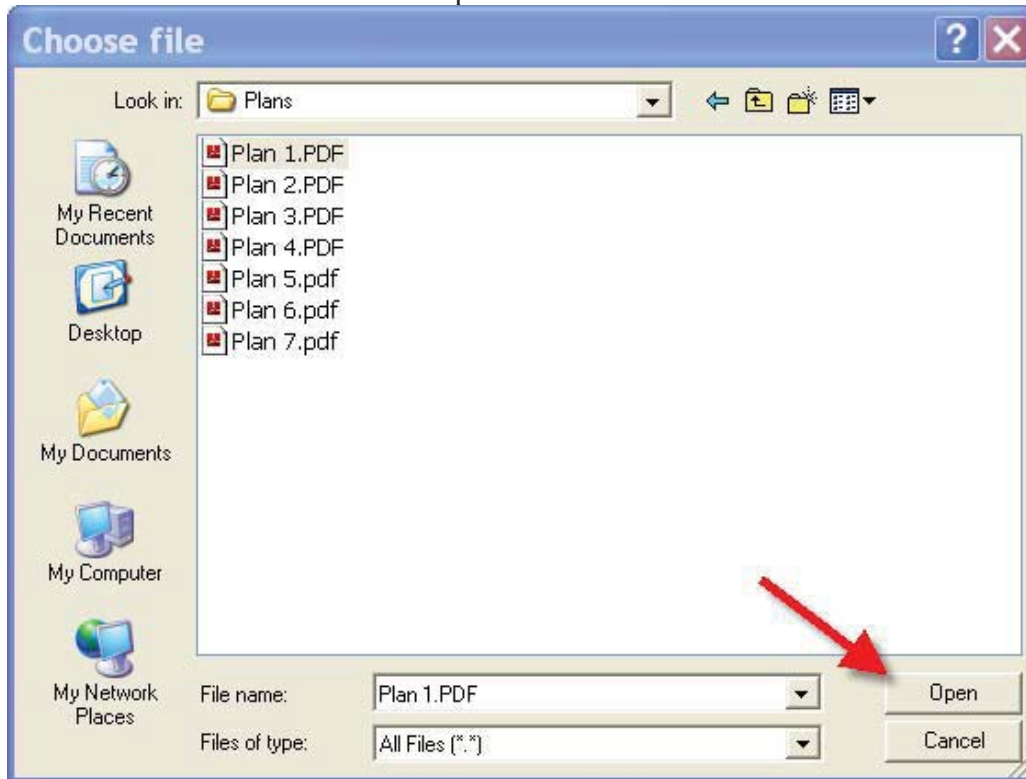 Choose file
Look in:
Plans
My Recent
Documents
Desktop
My Documents
My Computer
My Network
Places
Plan 1.PDF
Plan 2.PDF
Plan 3.PDF
Plan 4.PDF
Plan 5.pdf
Plan 6.pdf
Plan 7.pdf
File name:
Plan 1.PDF
Open
Files of type:
All Files (*.*)
Cancel